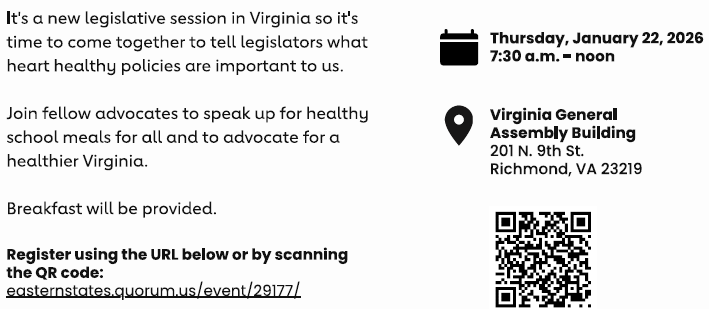 It's a new legislative session in Virginia so it's
time to come together to tell legislators what
heart healthy policies are important to us.
Join fellow advocates to speak up for healthy
school meals for all and to advocate for a
healthier Virginia.
Breakfast will be provided.
Register using the URL below or by scanning
the QR code:
easternstates.quorum.us/event/29177/
Thursday, January 22, 2026
7:30 a.m. – noon
Virginia General
Assembly Building
201 N. 9th St.
Richmond, VA 23219